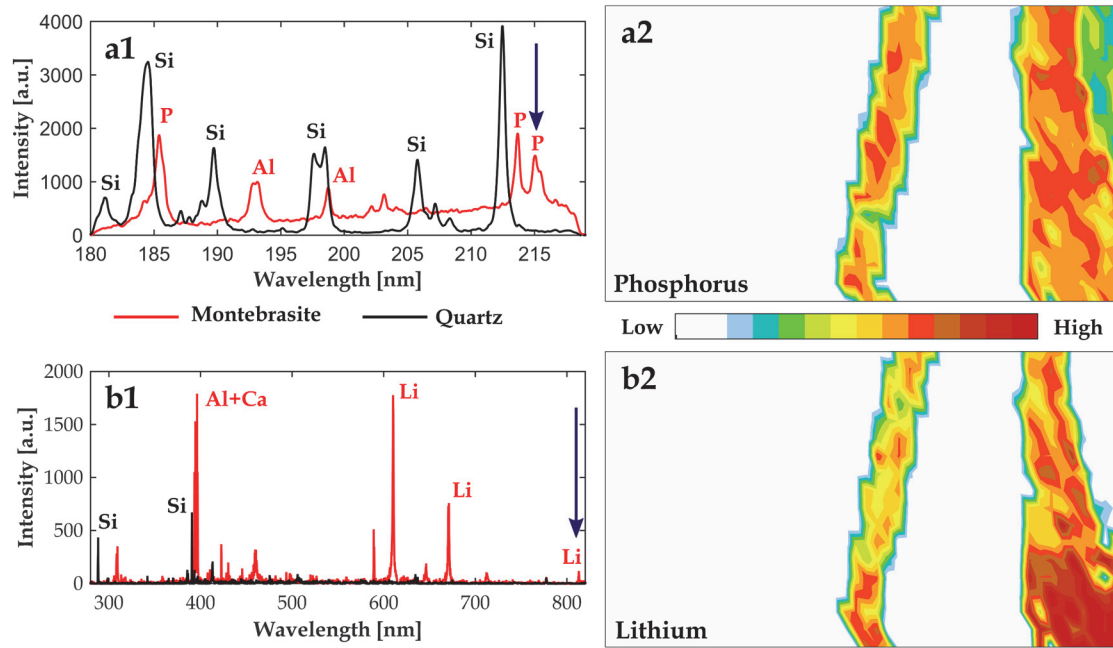 a1
Intensity [a.u.]
4000
3000
2000
1000
0
Si
Si
P
Si
Al
Si
Al
Si
Si
P
P
180 185 190 195 200 205 210 215
Wavelength [nm]
Montebrasite
Quartz
a2
Phosphorus
Low
High
b1
Intensity [a.u.]
2000
1500
1000
500
0
Si
Si
Al+Ca
Li
Li
Li
300 400 500 600 700 800
Wavelength [nm]
b2
Lithium